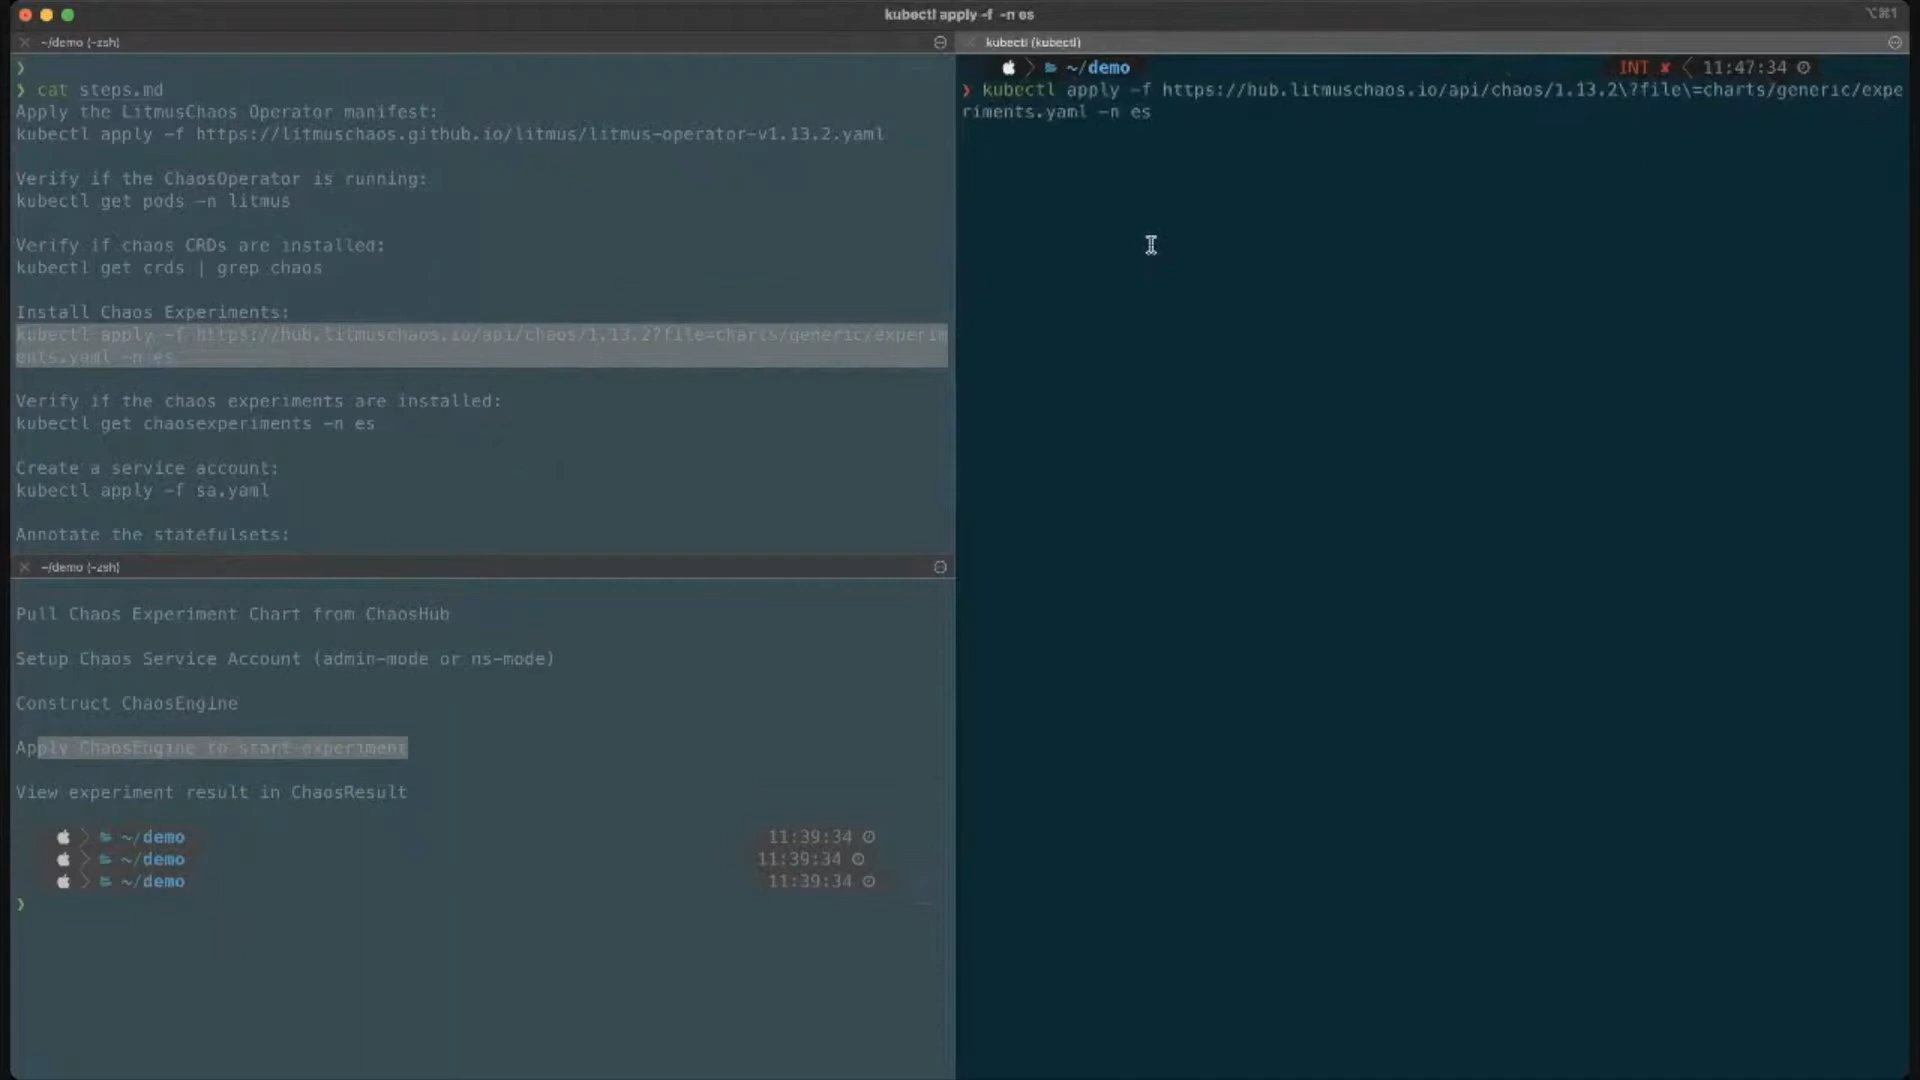 kubectl apply -f -n es
⌥⌘1
~/demo (-zsh)
❯
❯ cat steps.md
Apply the LitmusChaos Operator manifest:
kubectl apply -f https://litmuschaos.github.io/litmus/litmus-operator-v1.13.2.yaml
Verify if the ChaosOperator is running:
kubectl get pods -n litmus
Verify if chaos CRDs are installed:
kubectl get crds | grep chaos
Install Chaos Experiments:
kubectl apply -f https://hub.litmuschaos.io/api/chaos/1.13.2?file=charts/generic/experim
ents.yaml -n es
Verify if the chaos experiments are installed:
kubectl get chaosexperiments -n es
Create a service account:
kubectl apply -f sa.yaml
Annotate the statefulsets:
~/demo (-zsh)
Pull Chaos Experiment Chart from ChaosHub
Setup Chaos Service Account (admin-mode or ns-mode)
Construct ChaosEngine
Apply ChaosEngine to start experiment
View experiment result in ChaosResult
~/demo 11:39:34
~/demo 11:39:34
~/demo 11:39:34
❯
kubectl (kubectl)
~/demo INT ✘ 11:47:34
❯ kubectl apply -f https://hub.litmuschaos.io/api/chaos/1.13.2\?file\=charts/generic/expe
riments.yaml -n es